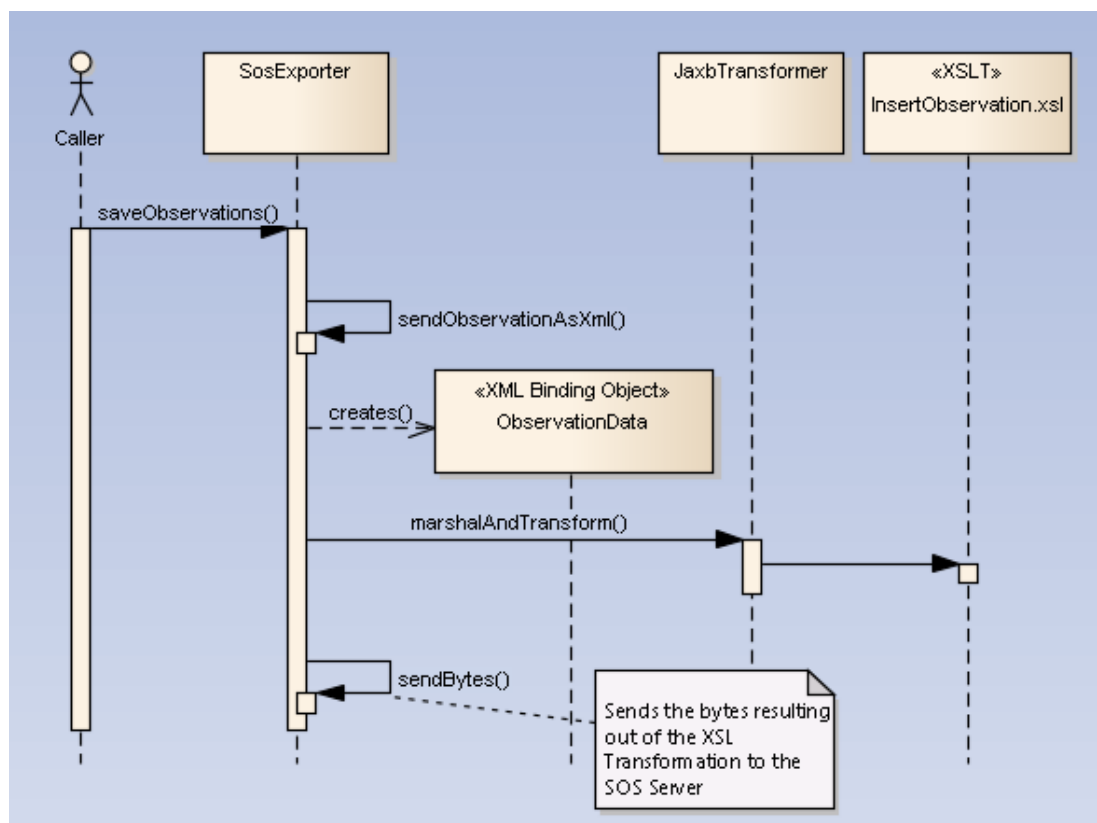 SosExporter
JaxbTransformer
«XSLT»
InsertObservation.xsl
Caller
saveObservations()
sendObservationAsXml()
«XML Binding Object»
ObservationData
creates()
marshalAndTransform()
sendBytes()
Sends the bytes resulting
out of the XSL
Transformation to the
SOS Server